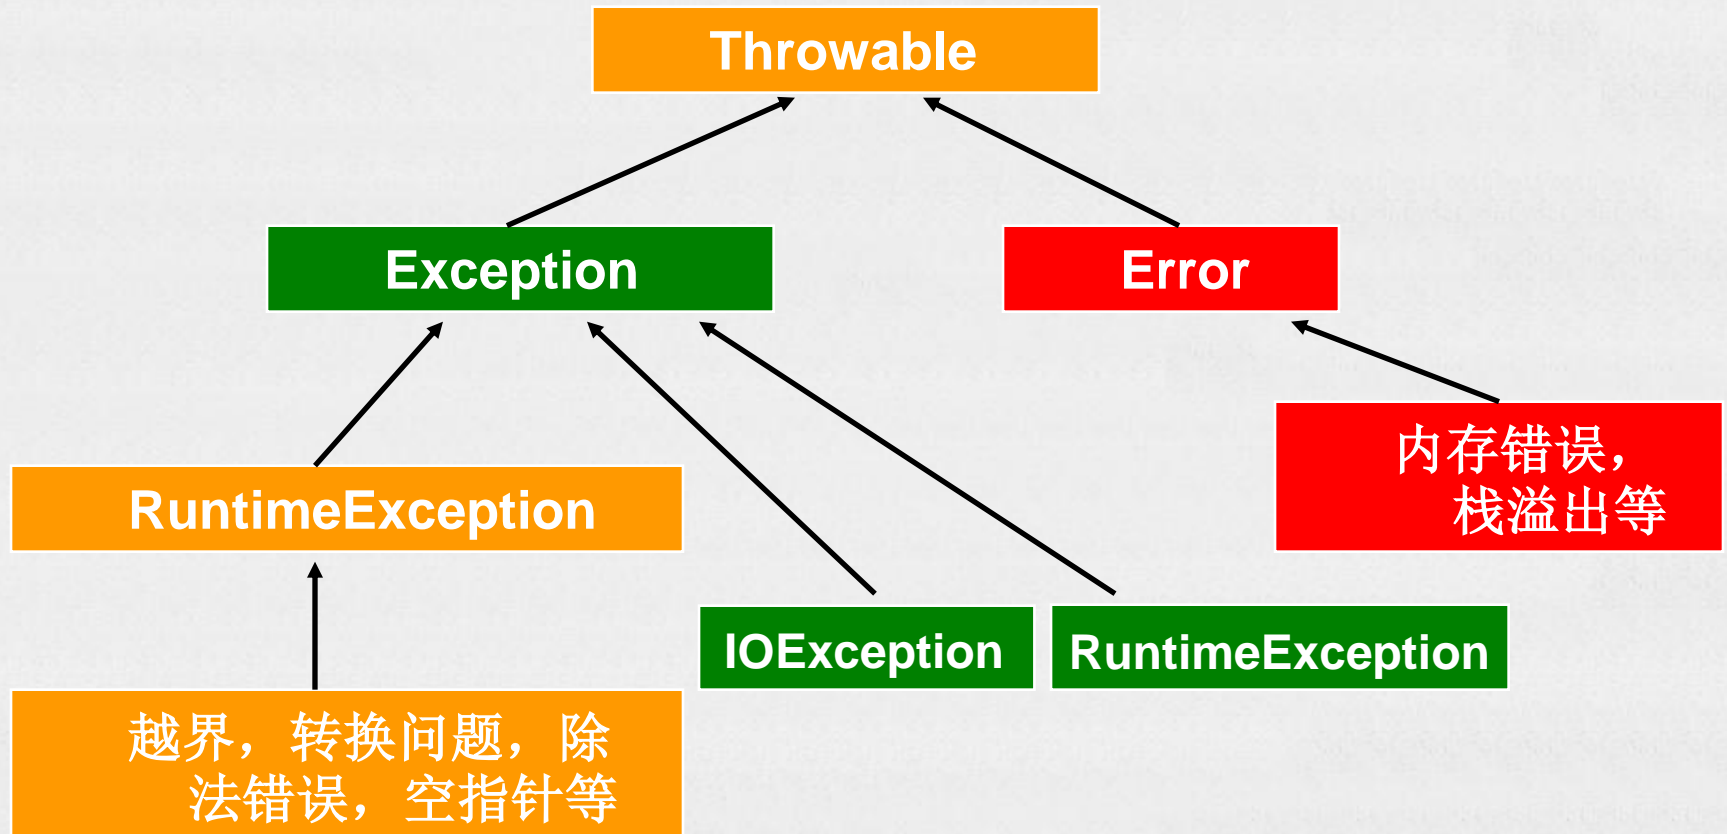 Throwable
Exception
Error
内存错误，
栈溢出等
RuntimeException
IOException
RuntimeException
越界，转换问题，除
法错误，空指针等